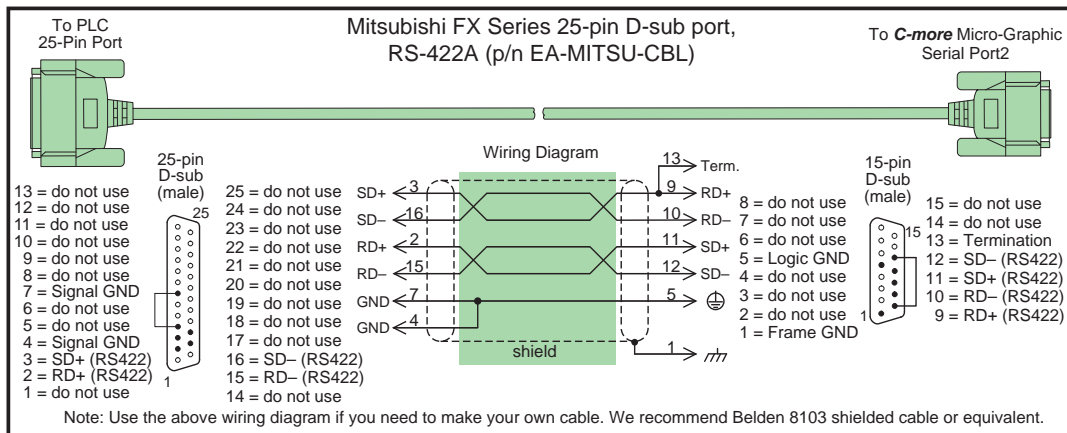 Mitsubishi FX Series 25-pin D-sub port,
RS-422A (p/n EA-MITSU-CBL)
To PLC
25-Pin Port
To C-more Micro-Graphic
Serial Port2
25-pin
D-sub
(male)
25
1
13 = do not use
12 = do not use
11 = do not use
10 = do not use
9 = do not use
8 = do not use
7 = Signal GND
6 = do not use
5 = do not use
4 = Signal GND
3 = SD+ (RS422)
2 = RD+ (RS422)
1 = do not use
25 = do not use
24 = do not use
23 = do not use
22 = do not use
21 = do not use
20 = do not use
19 = do not use
18 = do not use
17 = do not use
16 = SD– (RS422)
15 = RD– (RS422)
14 = do not use
Wiring Diagram
13 Term.
SD+ 3 9 RD+
SD– 16 10 RD–
RD+ 2 11 SD+
RD– 15 12 SD–
GND 7 5
GND 4
shield
1
8 = do not use
7 = do not use
6 = do not use
5 = Logic GND
4 = do not use
3 = do not use
2 = do not use
1 = Frame GND
15-pin
D-sub
(male)
15
1
15 = do not use
14 = do not use
13 = Termination
12 = SD– (RS422)
11 = SD+ (RS422)
10 = RD– (RS422)
9 = RD+ (RS422)
Note: Use the above wiring diagram if you need to make your own cable. We recommend Belden 8103 shielded cable or equivalent.